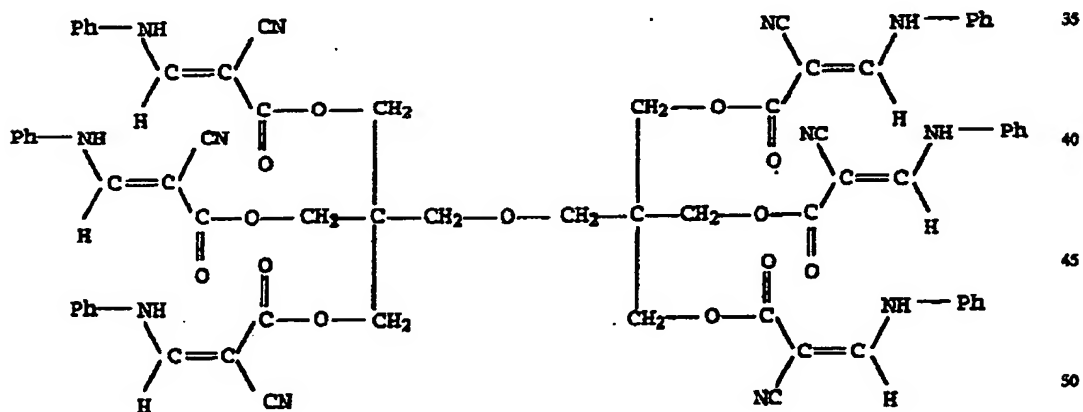 Ph NH CN NC NH Ph 35
C C C C
H C O CH₂ CH₂ O C H
Ph NH CN O O NC NH Ph 40
C C C C
H C O CH₂ C CH₂ O CH₂ C CH₂ O C H
O O O O 45
Ph NH C O CH₂ CH₂ O C NH Ph
C C C C
H CN NC H 50